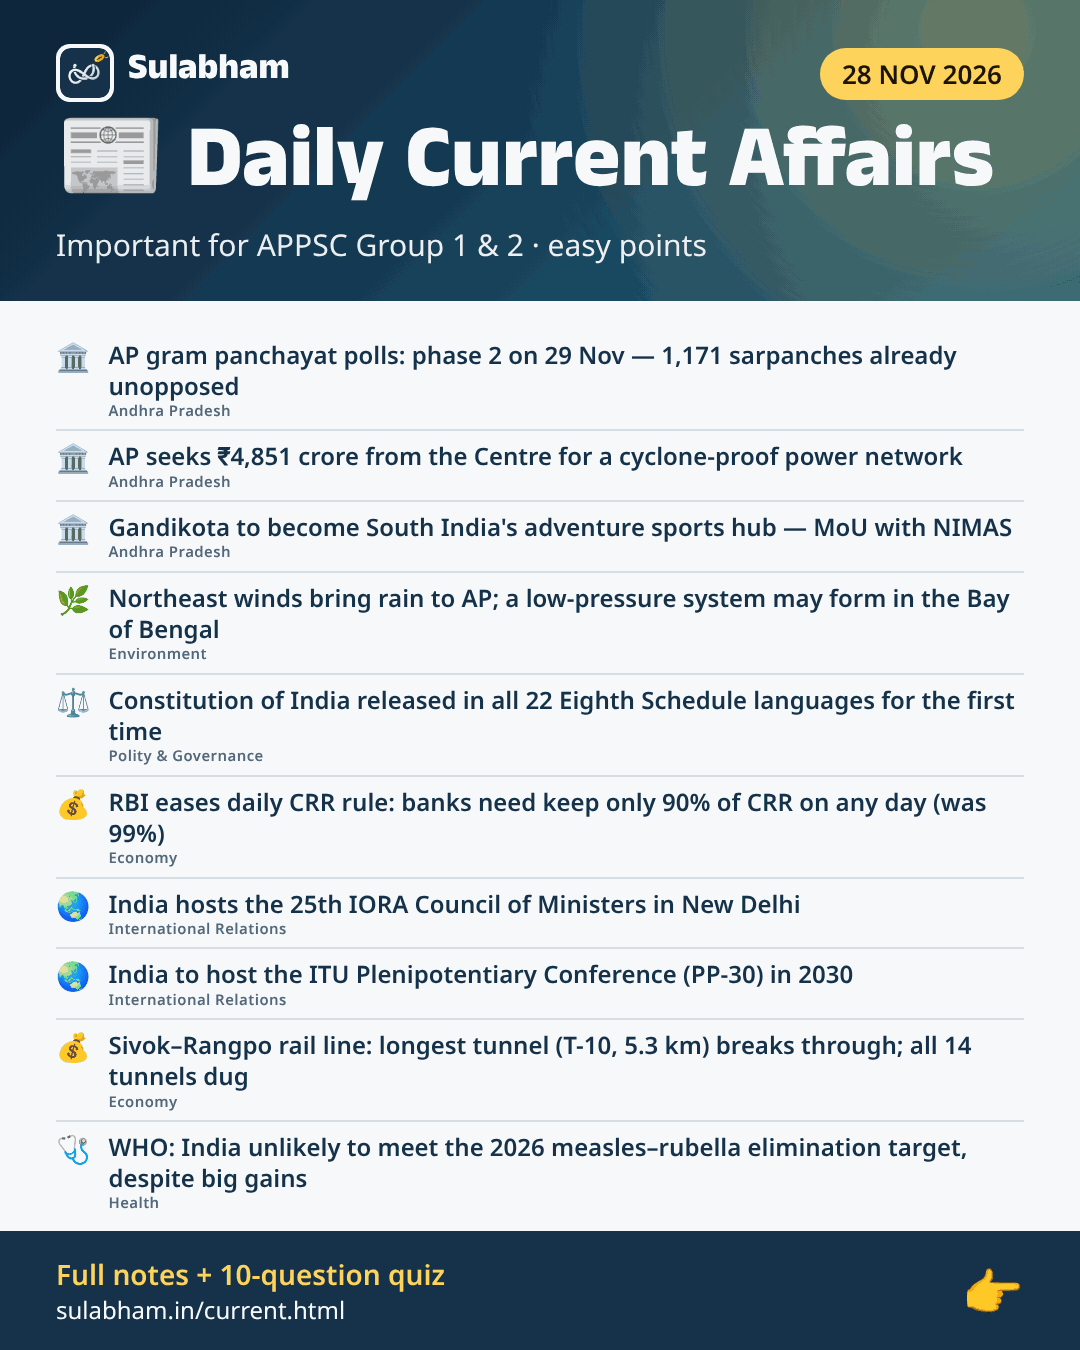 Sulabham
28 NOV 2026
Daily Current Affairs
Important for APPSC Group 1 & 2 · easy points
AP gram panchayat polls: phase 2 on 29 Nov — 1,171 sarpanches already
unopposed
Andhra Pradesh
AP seeks ₹4,851 crore from the Centre for a cyclone-proof power network
Andhra Pradesh
Gandikota to become South India's adventure sports hub — MoU with NIMAS
Andhra Pradesh
Northeast winds bring rain to AP; a low-pressure system may form in the Bay
of Bengal
Environment
Constitution of India released in all 22 Eighth Schedule languages for the first
time
Polity & Governance
RBI eases daily CRR rule: banks need keep only 90% of CRR on any day (was
99%)
Economy
India hosts the 25th IORA Council of Ministers in New Delhi
International Relations
India to host the ITU Plenipotentiary Conference (PP-30) in 2030
International Relations
Sivok–Rangpo rail line: longest tunnel (T-10, 5.3 km) breaks through; all 14
tunnels dug
Economy
WHO: India unlikely to meet the 2026 measles–rubella elimination target,
despite big gains
Health
Full notes + 10-question quiz
sulabham.in/current.html